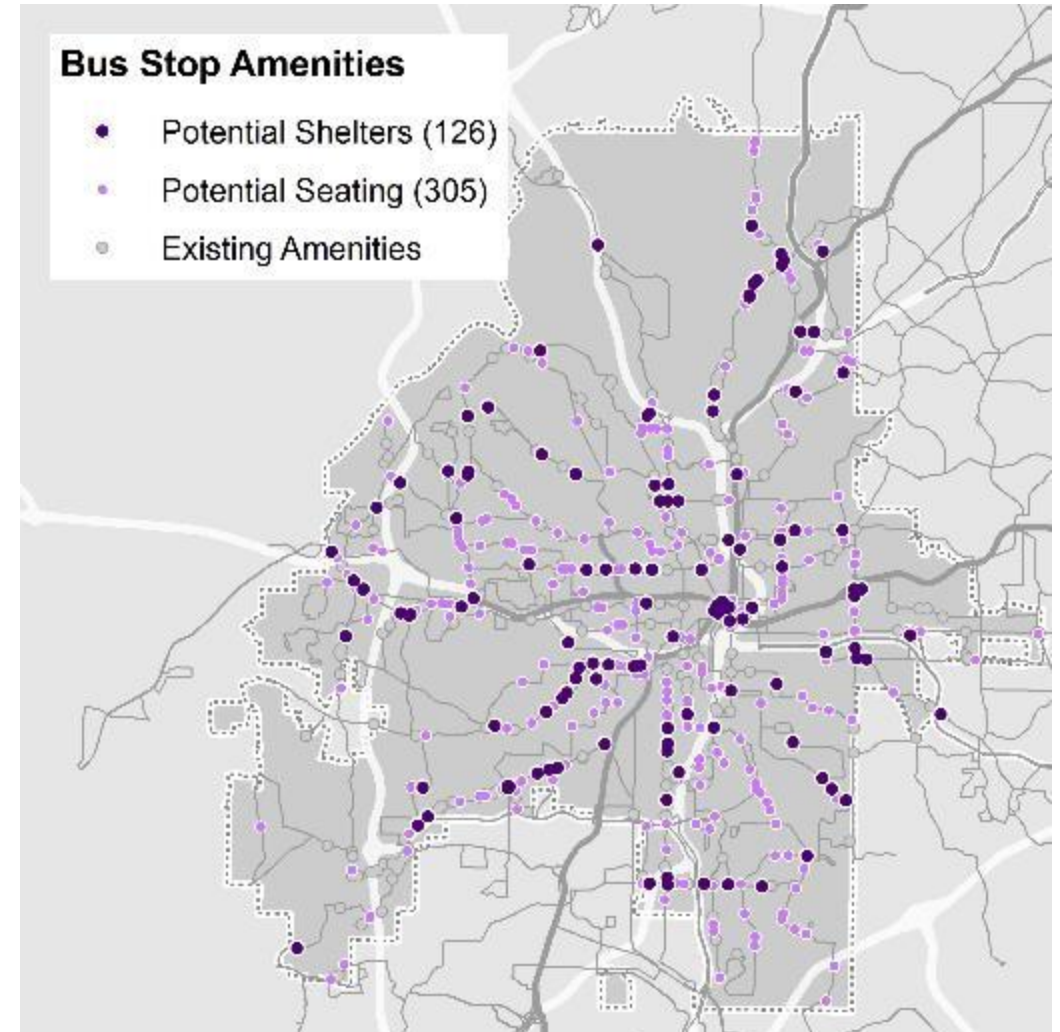 Bus Stop Amenities
Potential Shelters (126)
Potential Seating (305)
Existing Amenities